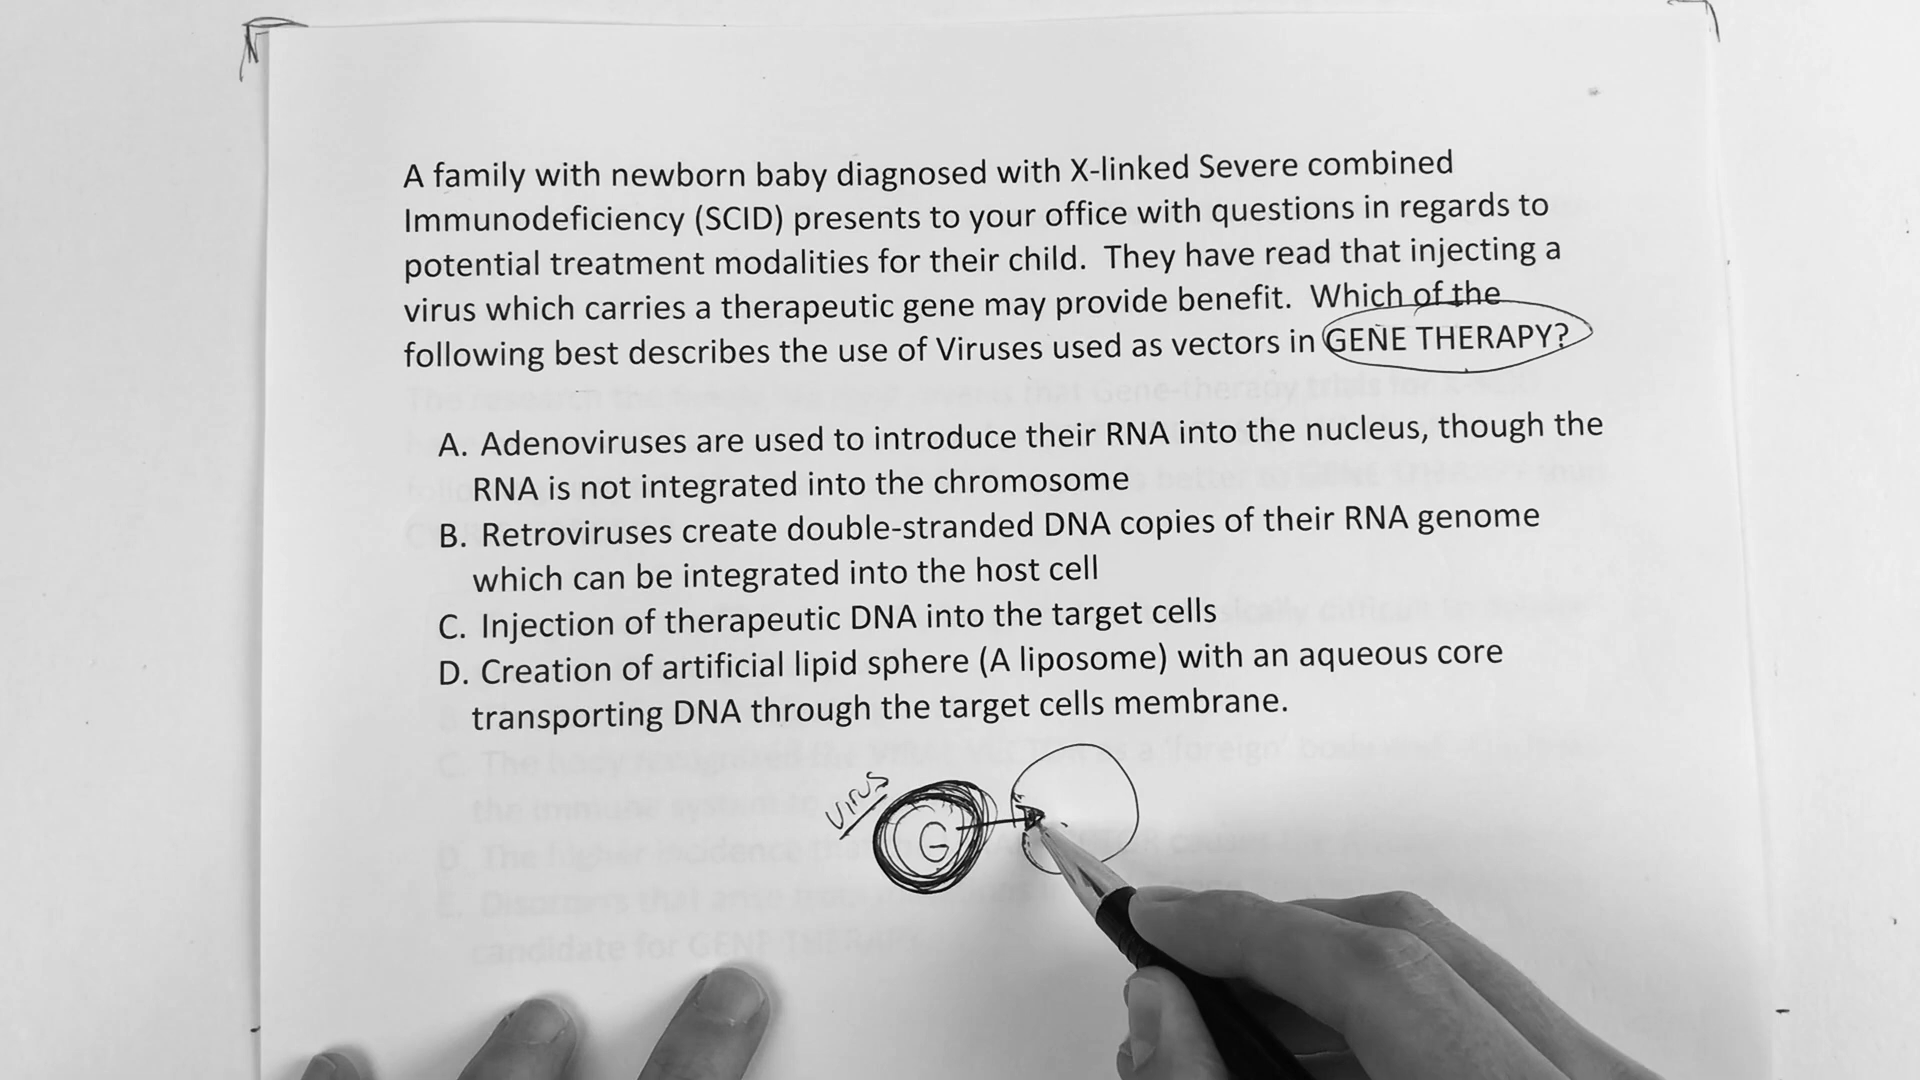 A family with newborn baby diagnosed with X-linked Severe combined
Immunodeficiency (SCID) presents to your office with questions in regards to
potential treatment modalities for their child. They have read that injecting a
virus which carries a therapeutic gene may provide benefit. Which of the
following best describes the use of Viruses used as vectors in GENE THERAPY?
A. Adenoviruses are used to introduce their RNA into the nucleus, though the
RNA is not integrated into the chromosome
B. Retroviruses create double-stranded DNA copies of their RNA genome
which can be integrated into the host cell
C. Injection of therapeutic DNA into the target cells
D. Creation of artificial lipid sphere (A liposome) with an aqueous core
transporting DNA through the target cells membrane.
virus
G